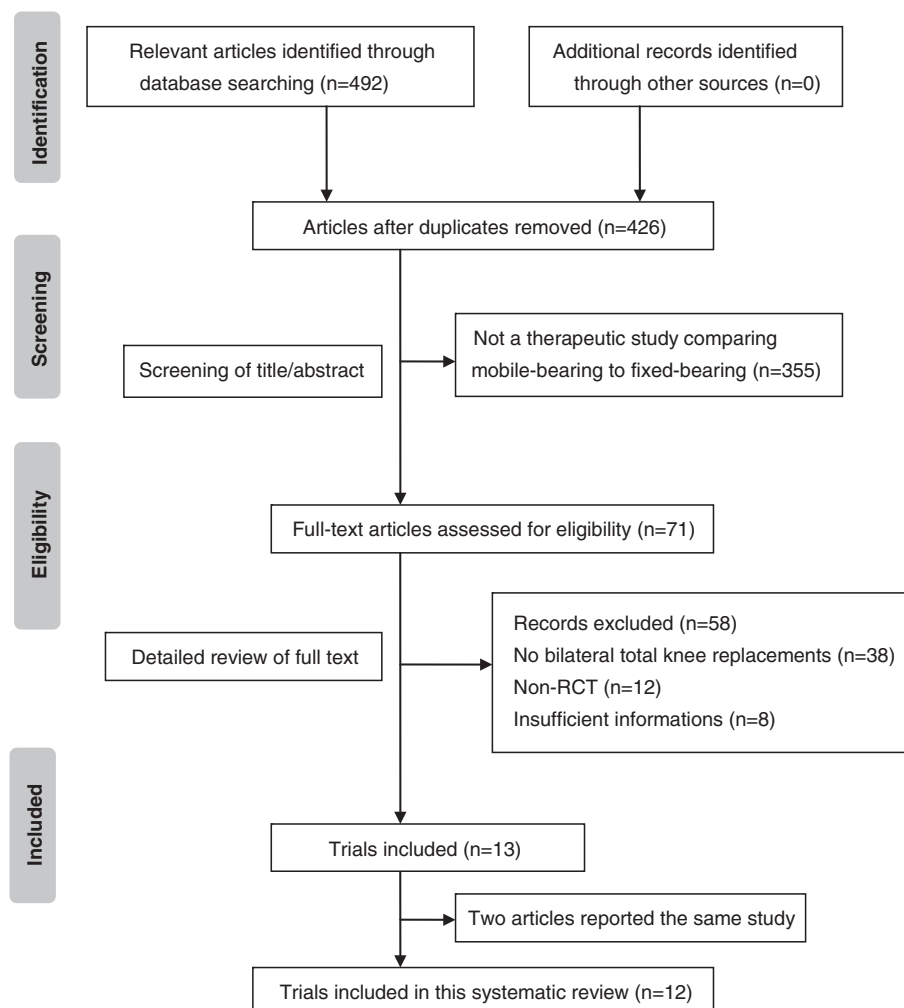 Identification
Relevant articles identified through
database searching (n=492)
Additional records identified
through other sources (n=0)
Articles after duplicates removed (n=426)
Screening
Screening of title/abstract
Not a therapeutic study comparing
mobile-bearing to fixed-bearing (n=355)
Eligibility
Full-text articles assessed for eligibility (n=71)
Detailed review of full text
Records excluded (n=58)
No bilateral total knee replacements (n=38)
Non-RCT (n=12)
Insufficient informations (n=8)
Included
Trials included (n=13)
Two articles reported the same study
Trials included in this systematic review (n=12)